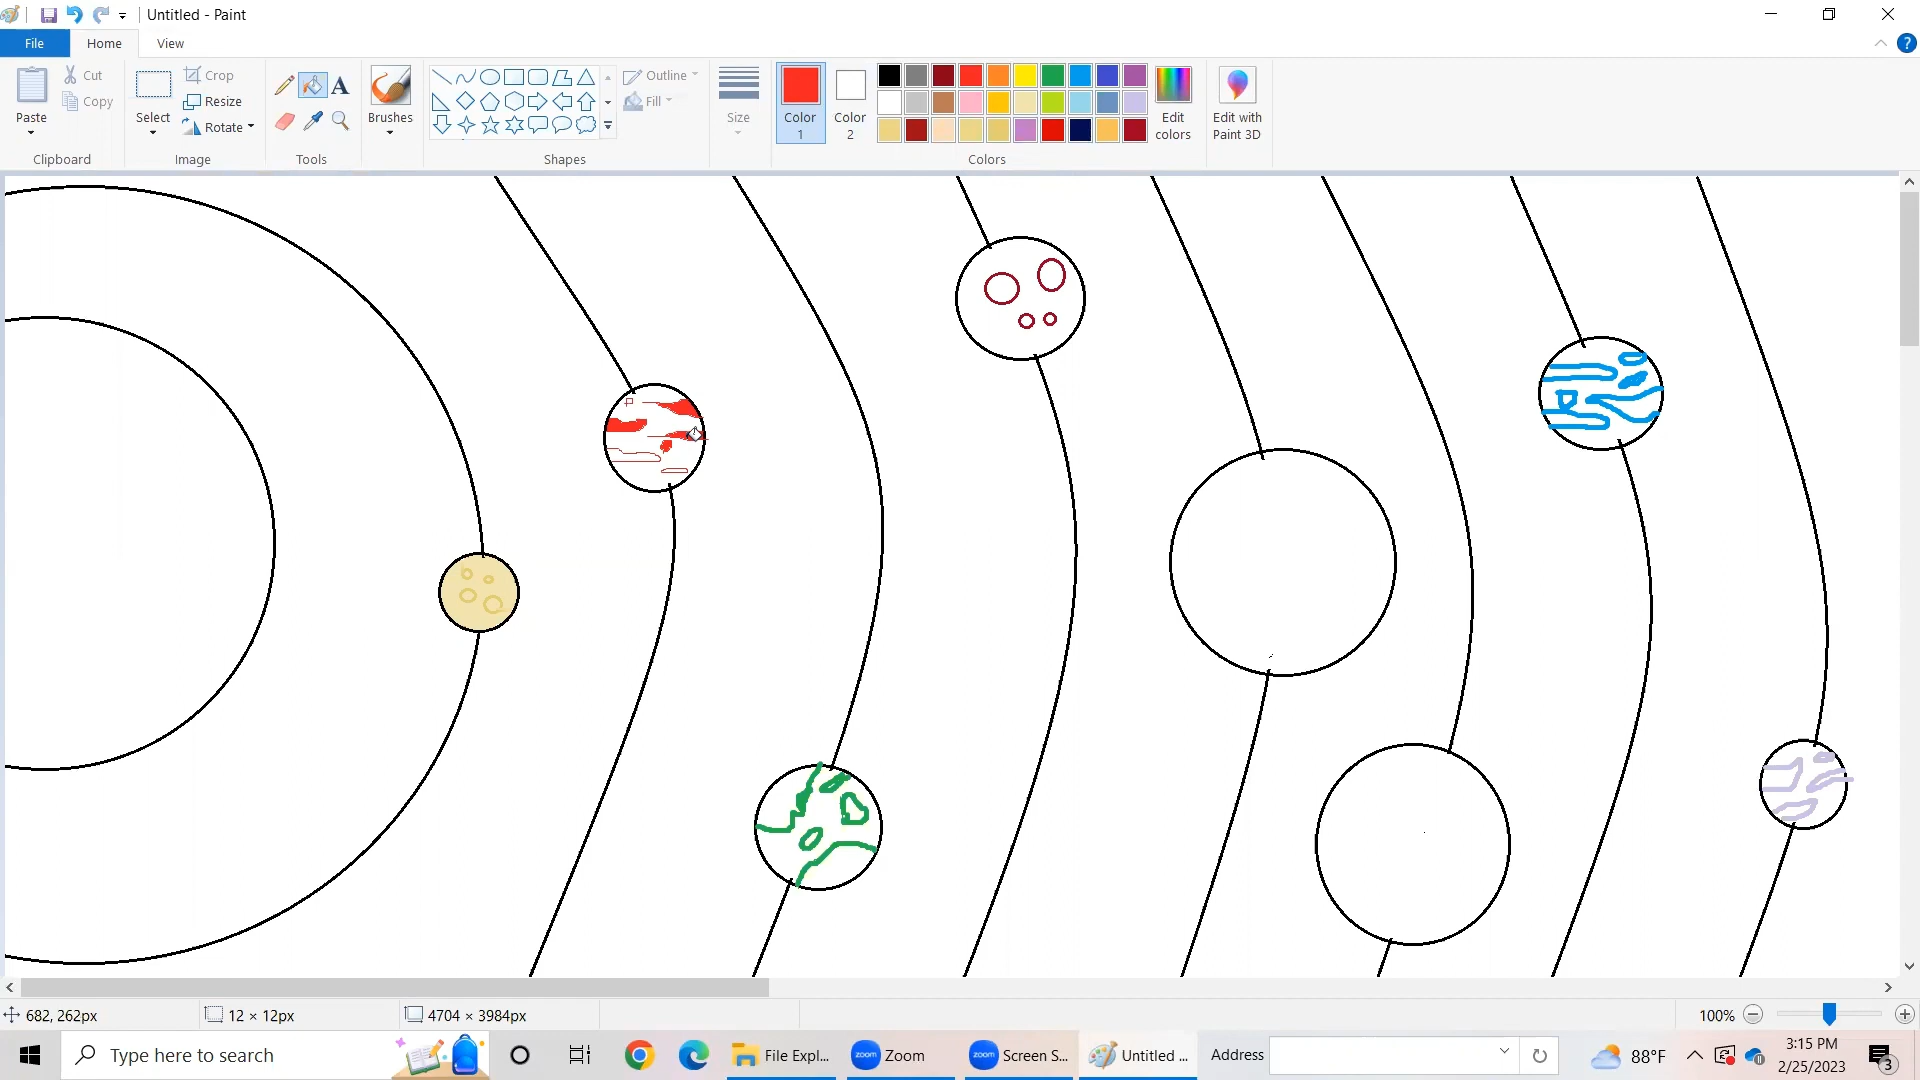 Untitled - Paint
File Home View
Paste
Cut
Copy
Clipboard
Select
Crop
Resize
Rotate
Image
A
Tools
Brushes
Outline
Fill
Shapes
Size
Color 1
Color 2
Edit colors
Colors
Edit with Paint 3D
?
682, 262px
12 × 12px
4704 × 3984px
100%
Type here to search
File Expl...
zoom Zoom
zoom Screen S...
Untitled ...
Address
88°F
3:15 PM
2/25/2023
3